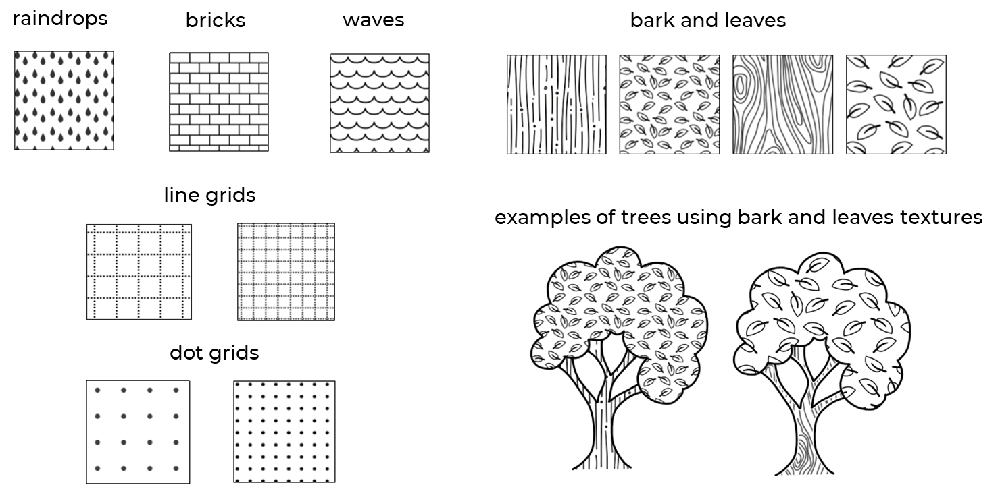 raindrops
bricks
waves
bark and leaves
line grids
examples of trees using bark and leaves textures
dot grids